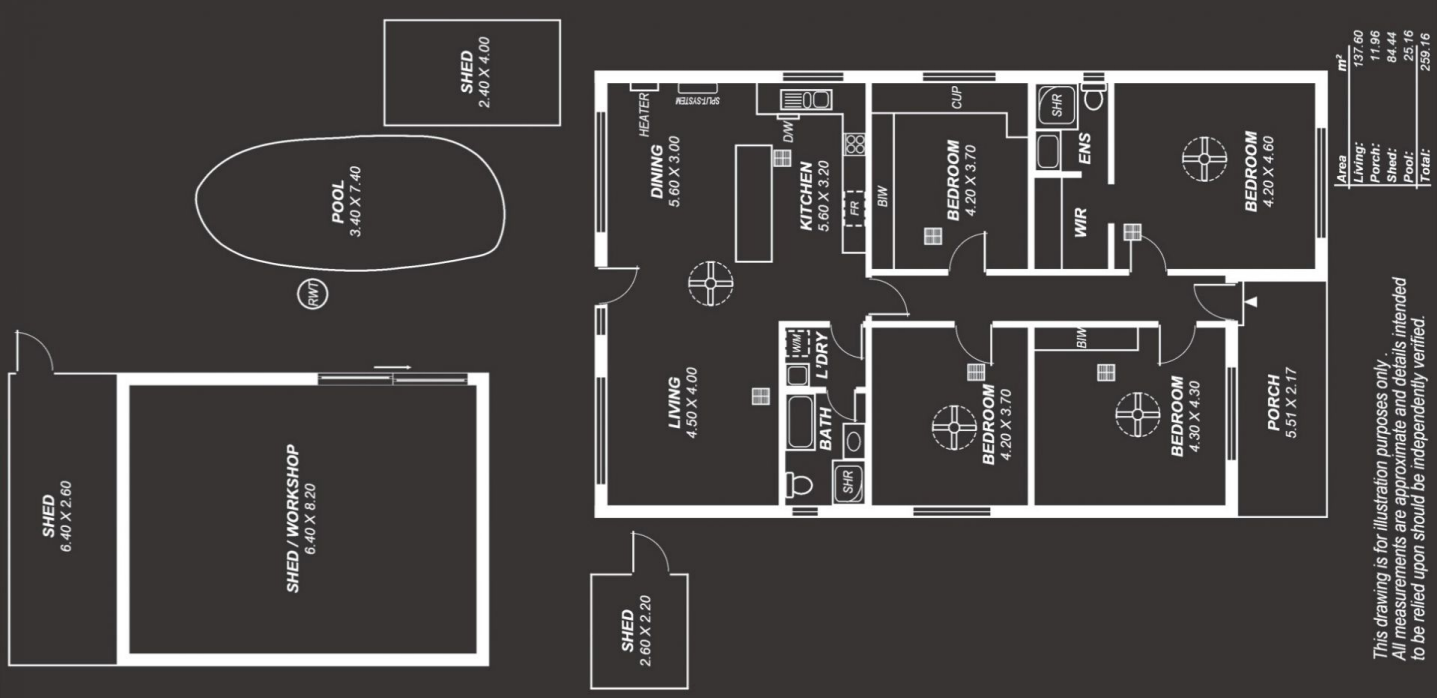 SHED
6.40 X 2.60
SHED / WORKSHOP
6.40 X 8.20
RWT
POOL
3.40 X 7.40
SHED
2.40 X 4.00
SHED
2.60 X 2.20
LIVING
4.50 X 4.00
DINING
5.60 X 3.00
HEATER
SPLIT-SYSTEM
KITCHEN
5.60 X 3.20
D/W
FR
W/M
L'DRY
BATH
SHR
BIW
CUP
BEDROOM
4.20 X 3.70
BEDROOM
4.20 X 3.70
WIR
ENS
SHR
BIW
BEDROOM
4.30 X 4.30
BEDROOM
4.20 X 4.60
PORCH
5.51 X 2.17
This drawing is for illustration purposes only .
All measurements are approximate and details intended
to be relied upon should be independently verified.
Area m²
Living: 137.60
Porch: 11.96
Shed: 84.44
Pool: 25.16
Total: 259.16